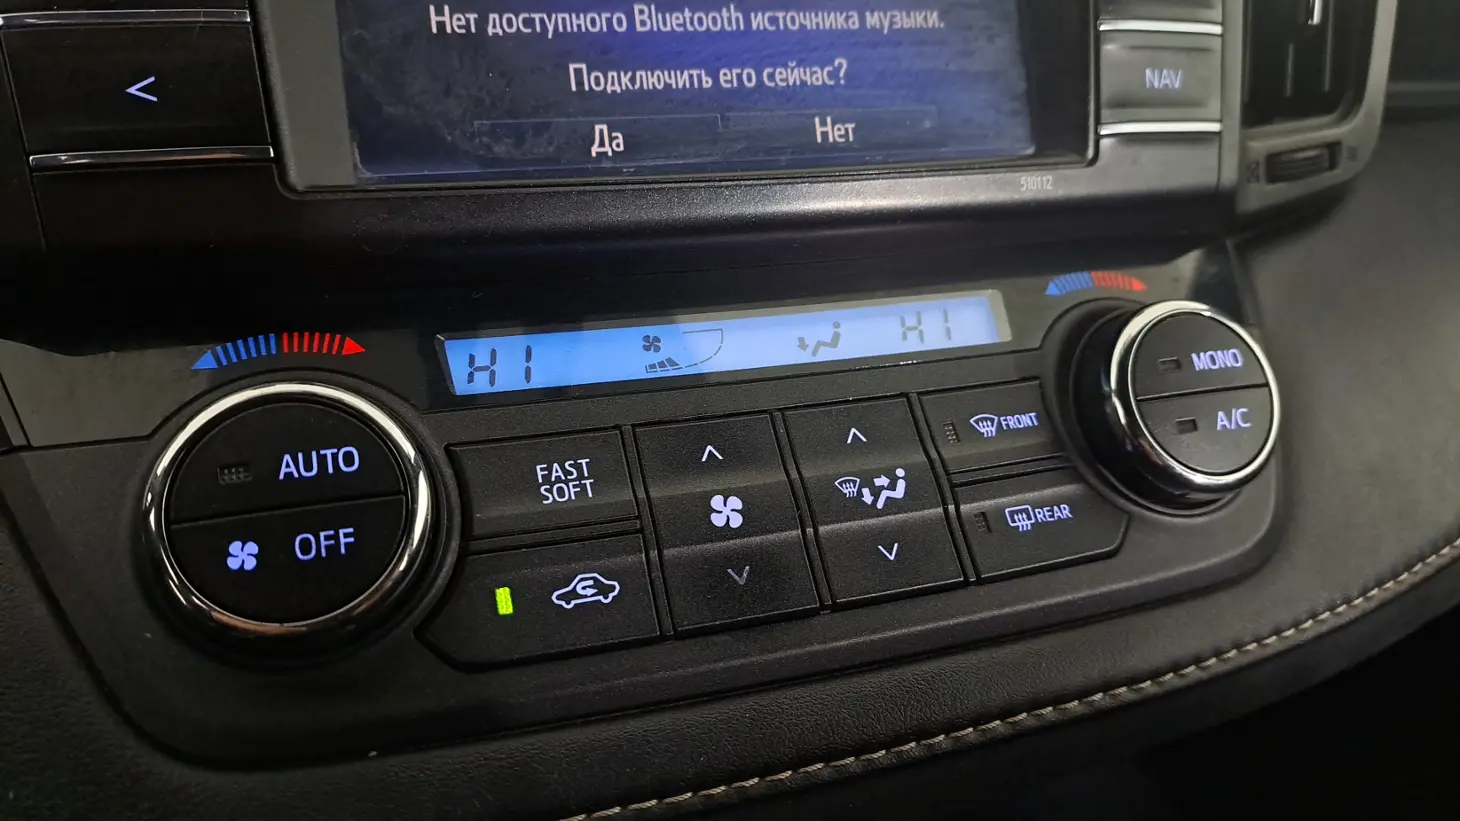 Нет доступного Bluetooth источника музыки.
Подключить его сейчас?
Да Нет
<
NAV
510112
HI HI
AUTO
OFF
FAST
SOFT
FRONT
REAR
MONO
A/C